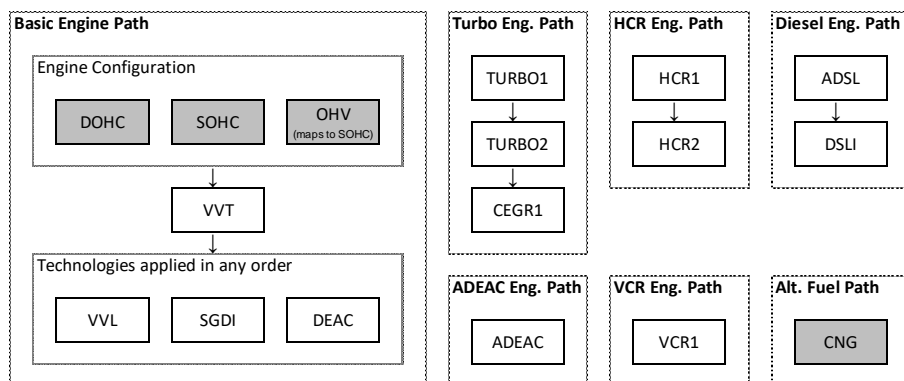 Basic Engine Path
Engine Configuration
DOHC
SOHC
OHV
(maps to SOHC)
VVT
Technologies applied in any order
VVL
SGDI
DEAC
Turbo Eng. Path
TURBO1
TURBO2
CEGR1
HCR Eng. Path
HCR1
HCR2
Diesel Eng. Path
ADSL
DSLI
ADEAC Eng. Path
ADEAC
VCR Eng. Path
VCR1
Alt. Fuel Path
CNG